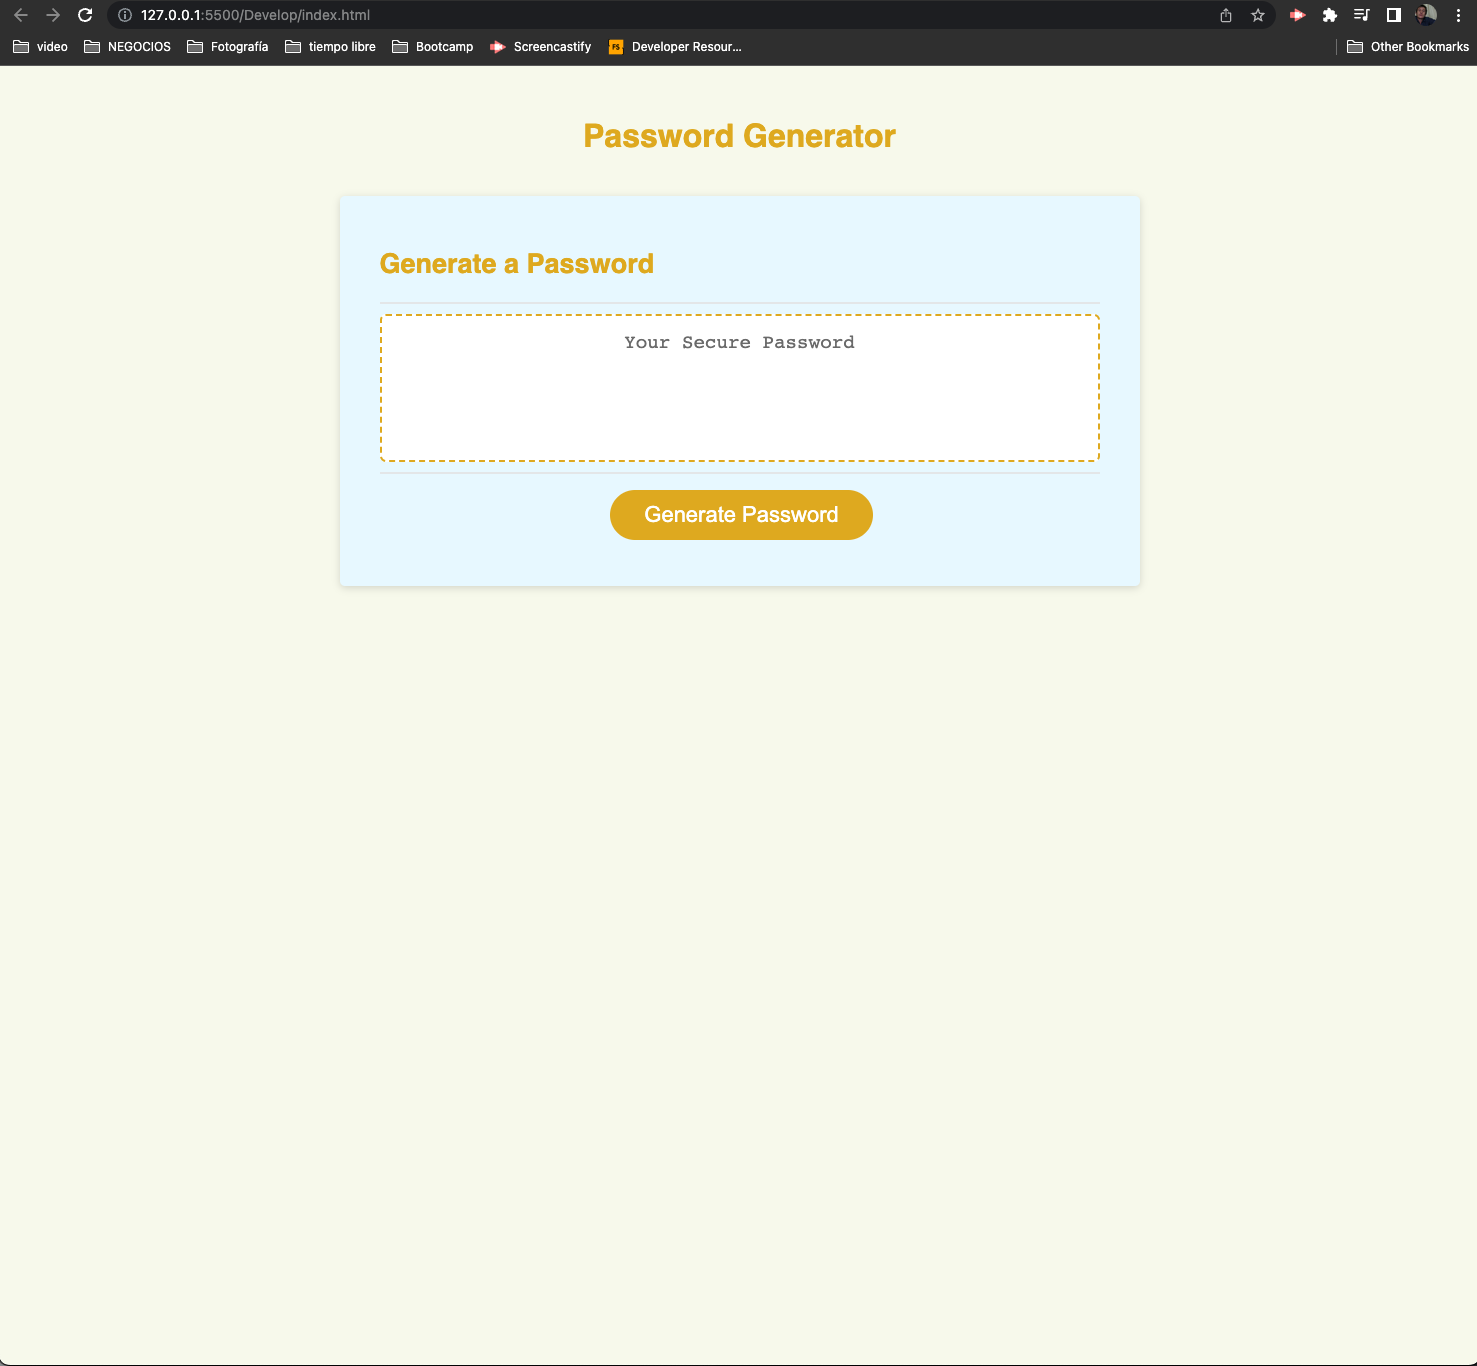 127.0.0.1:5500/Develop/index.html
video NEGOCIOS Fotografía tiempo libre Bootcamp Screencastify FS Developer Resour... Other Bookmarks
Password Generator
Generate a Password
Your Secure Password
Generate Password